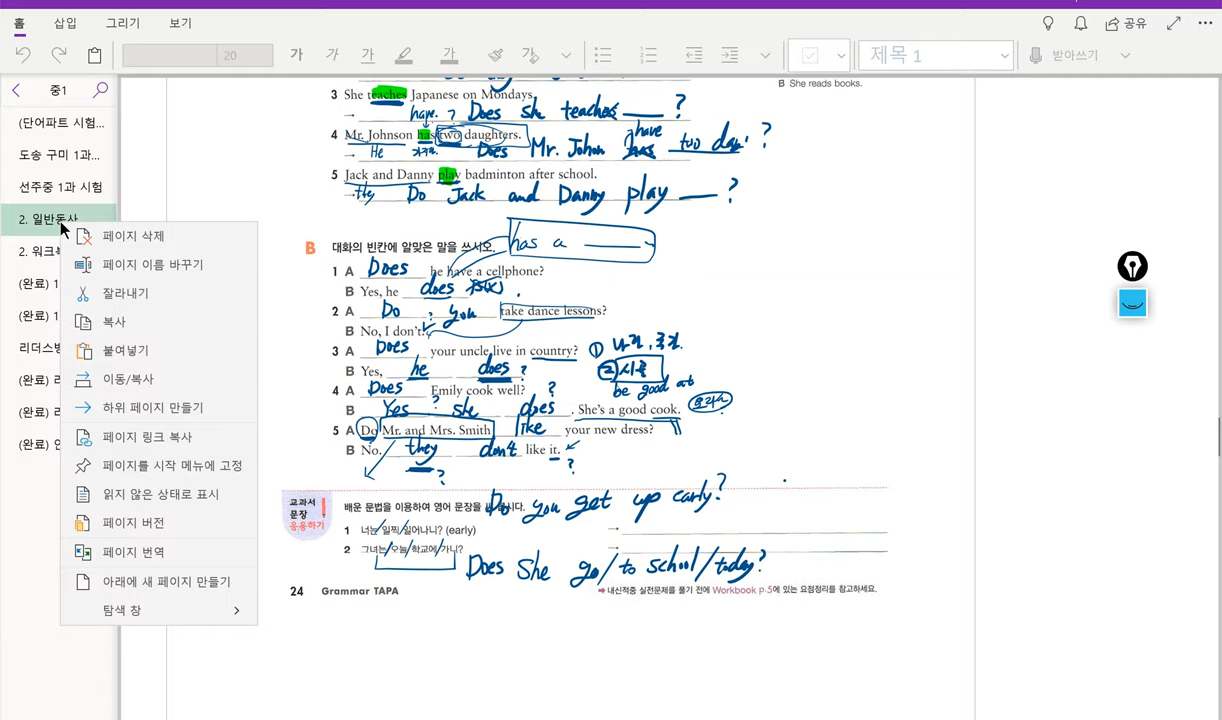 홈 삽입 그리기 보기
공유
20 가 가 가 가 가 제목 1 받아쓰기
중1
(단어파트 시험...
도송 구미 1과...
선주중 1과 시험
2. 일반동사
2. 워크
(완료) 1
(완료) 1
리더스
(완료) 리
(완료)
(완료) 인
페이지 삭제
페이지 이름 바꾸기
잘라내기
복사
붙여넣기
이동/복사
하위 페이지 만들기
페이지 링크 복사
페이지를 시작 메뉴에 고정
읽지 않은 상태로 표시
페이지 버전
페이지 번역
아래에 새 페이지 만들기
탐색 창
B She reads books.
3 She teaches Japanese on Mondays.
→ have. ? Does she teaches ?
4 Mr. Johnson has two daughters.
→ He Does Mr. John has have two dau ?
5 Jack and Danny play badminton after school.
→ they Do Jack and Danny play ?
B 대화의 빈칸에 알맞은 말을 쓰시오. has a
1 A Does he have a cellphone?
B Yes, he does .
2 A Do you take dance lessons?
B No, I don't.
3 A Does your uncle live in country? ① 나라, 국가.
B Yes, he does ? ② 시골
4 A Does Emily cook well? ? be good at
B Yes ? she does . She's a good cook. 요리사
5 A Do Mr. and Mrs. Smith like your new dress?
B No. they don't like it.
? ?
교과서 문장 응용하기
배운 문법을 이용하여 영어 문장을 써 봅시다. Do you get up early?
1 너는 일찍 일어나니? (early) →
2 그녀는 오늘 학교에 가니? →
Does she go/to school/today?
24 Grammar TAPA
➡ 내신적중 실전문제를 풀기 전에 Workbook p.5에 있는 요점정리를 참고하세요.